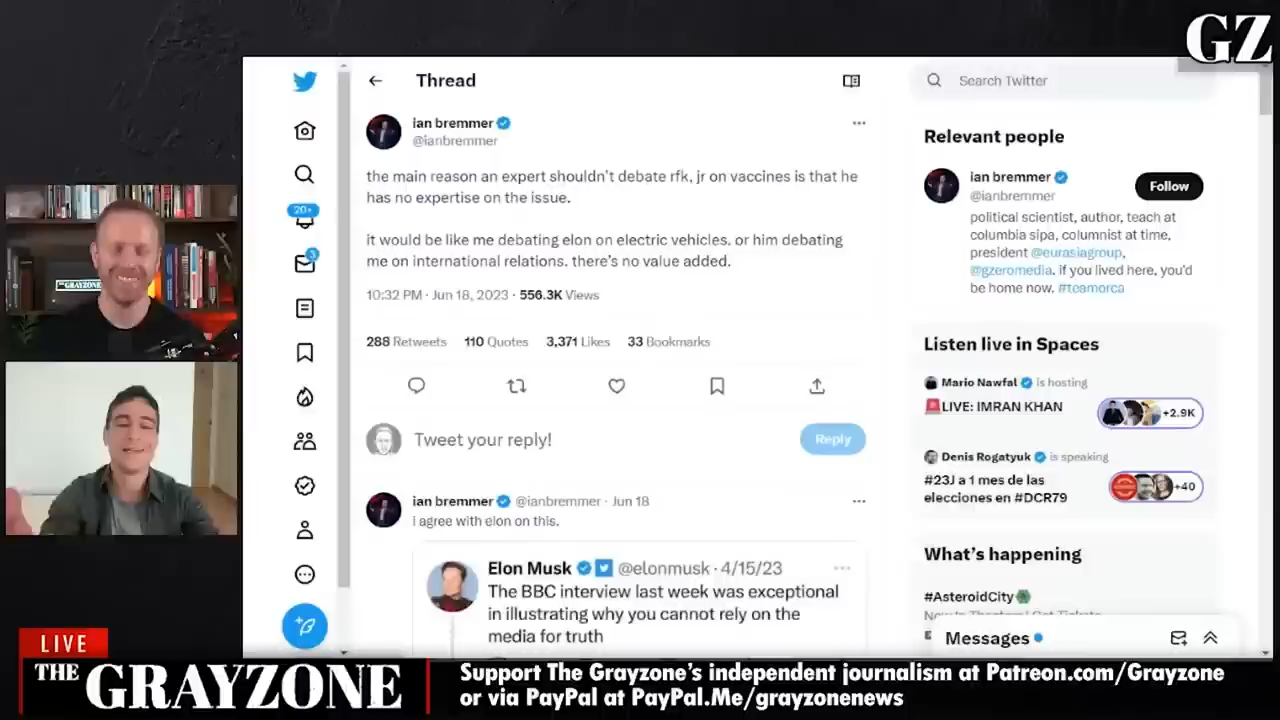 GZ
Thread
ian bremmer
@ianbremmer
the main reason an expert shouldn't debate rfk, jr on vaccines is that he
has no expertise on the issue.
it would be like me debating elon on electric vehicles. or him debating
me on international relations. there's no value added.
10:32 PM · Jun 18, 2023 · 556.3K Views
288 Retweets 110 Quotes 3,371 Likes 33 Bookmarks
Tweet your reply!
Reply
ian bremmer @ianbremmer · Jun 18
i agree with elon on this.
Elon Musk @elonmusk · 4/15/23
The BBC interview last week was exceptional
in illustrating why you cannot rely on the
media for truth
20+
3
Search Twitter
Relevant people
ian bremmer
@ianbremmer
Follow
political scientist, author, teach at
columbia sipa, columnist at time,
president @eurasiagroup,
@gzeromedia. if you lived here, you'd
be home now. #teamorca
Listen live in Spaces
Mario Nawfal is hosting
🚨LIVE: IMRAN KHAN
+2.9K
Denis Rogatyuk is speaking
#23J a 1 mes de las
elecciones en #DCR79
+40
What's happening
#AsteroidCity
Now In Theaters! Get Tickets
Messages
THE GRAYZONE
LIVE
THE GRAYZONE
Support The Grayzone's independent journalism at Patreon.com/Grayzone
or via PayPal at PayPal.Me/grayzonenews